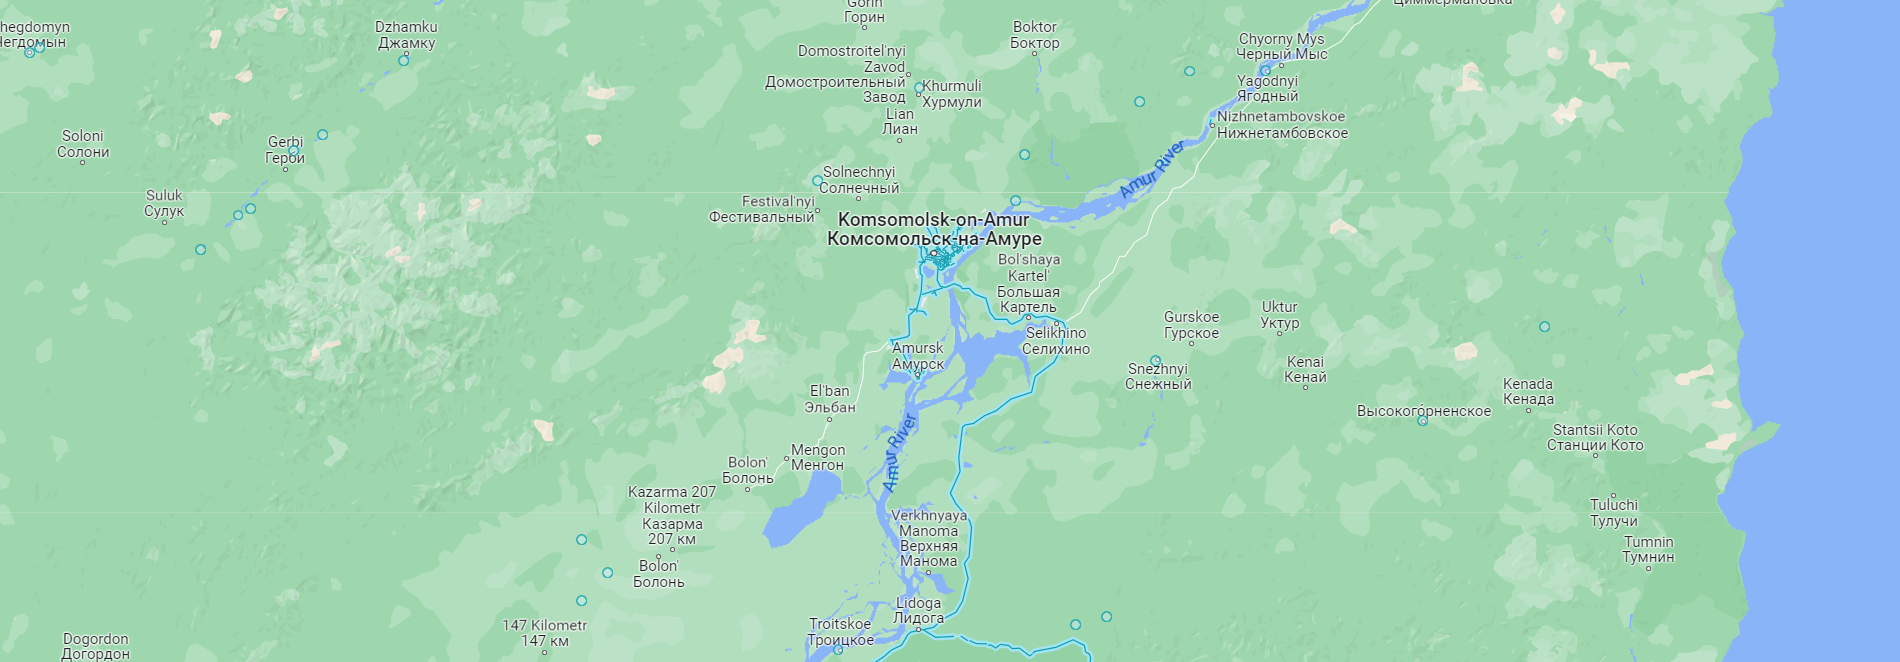 Горин
Циммермановка
hegdomyn
Чегдомын
Dzhamku
Джамку
Boktor
Боктор
Chyorny Mys
Черный Мыс
Domostroitel'nyi
Zavod
Домостроительный
Завод
Khurmuli
Хурмули
Yagodnyi
Ягодный
Lian
Лиан
Nizhnetambovskoe
Нижнетамбовское
Soloni
Солони
Gerbi
Герби
Amur River
Solnechnyi
Солнечный
Suluk
Сулук
Festival'nyi
Фестивальный
Komsomolsk-on-Amur
Комсомольск-на-Амуре
Bol'shaya
Kartel'
Большая
Картель
Uktur
Уктур
Gurskoe
Гурское
Selikhino
Селихино
Amursk
Амурск
Snezhnyi
Снежный
Kenai
Кенай
El'ban
Эльбан
Kenada
Кенада
Высокого́рненское
Amur River
Stantsii Koto
Станции Кото
Mengon
Менгон
Bolon'
Болонь
Kazarma 207
Kilometr
Казарма
207 км
Tuluchi
Тулучи
Verkhnyaya
Manoma
Верхняя
Манома
Tumnin
Тумнин
Bolon'
Болонь
Lidoga
Лидога
147 Kilometr
147 км
Troitskoe
Троицкое
Dogordon
Догордон